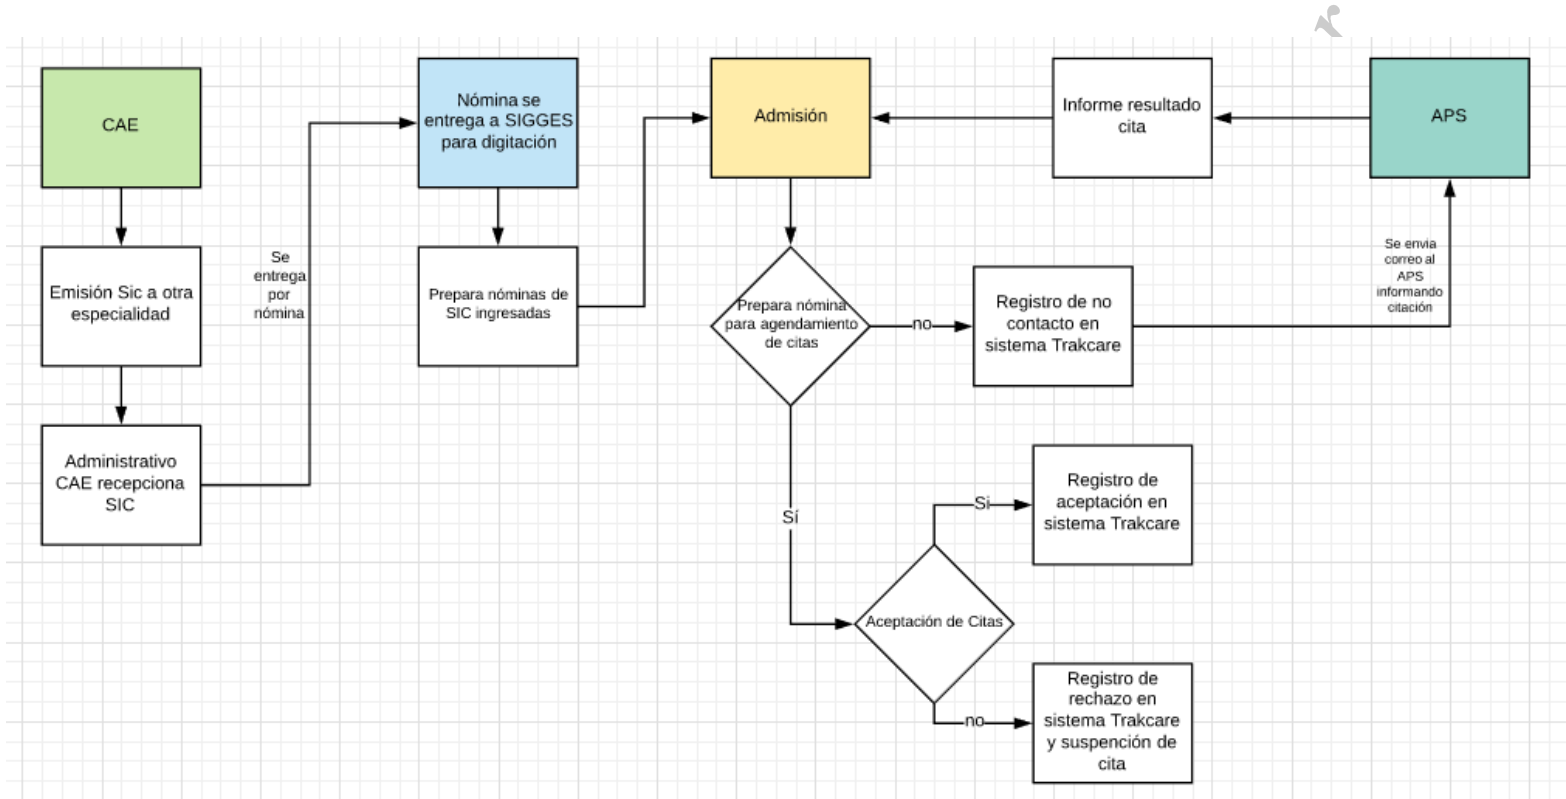 CAE
Emisión Sic a otra
especialidad
Administrativo
CAE recepciona
SIC
Se
entrega
por
nómina
Nómina se
entrega a SIGGES
para digitación
Prepara nóminas de
SIC ingresadas
Admisión
Prepara nómina
para agendamiento
de citas
no
Registro de no
contacto en
sistema Trakcare
Se envia
correo al
APS
informando
citación
APS
Informe resultado
cita
Sí
Aceptación de Citas
Si
Registro de
aceptación en
sistema Trakcare
no
Registro de
rechazo en
sistema Trakcare
y suspención de
cita
r